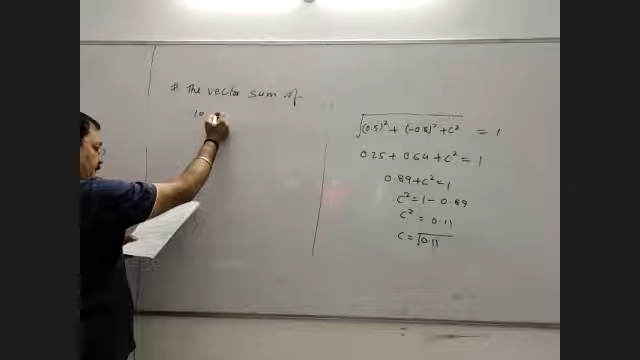 # The vector sum of
10
√(0.5)² + (-0.8)² + c² = 1
0.25 + 0.64 + c² = 1
0.89 + c² = 1
c² = 1 - 0.89
c² = 0.11
c = √0.11